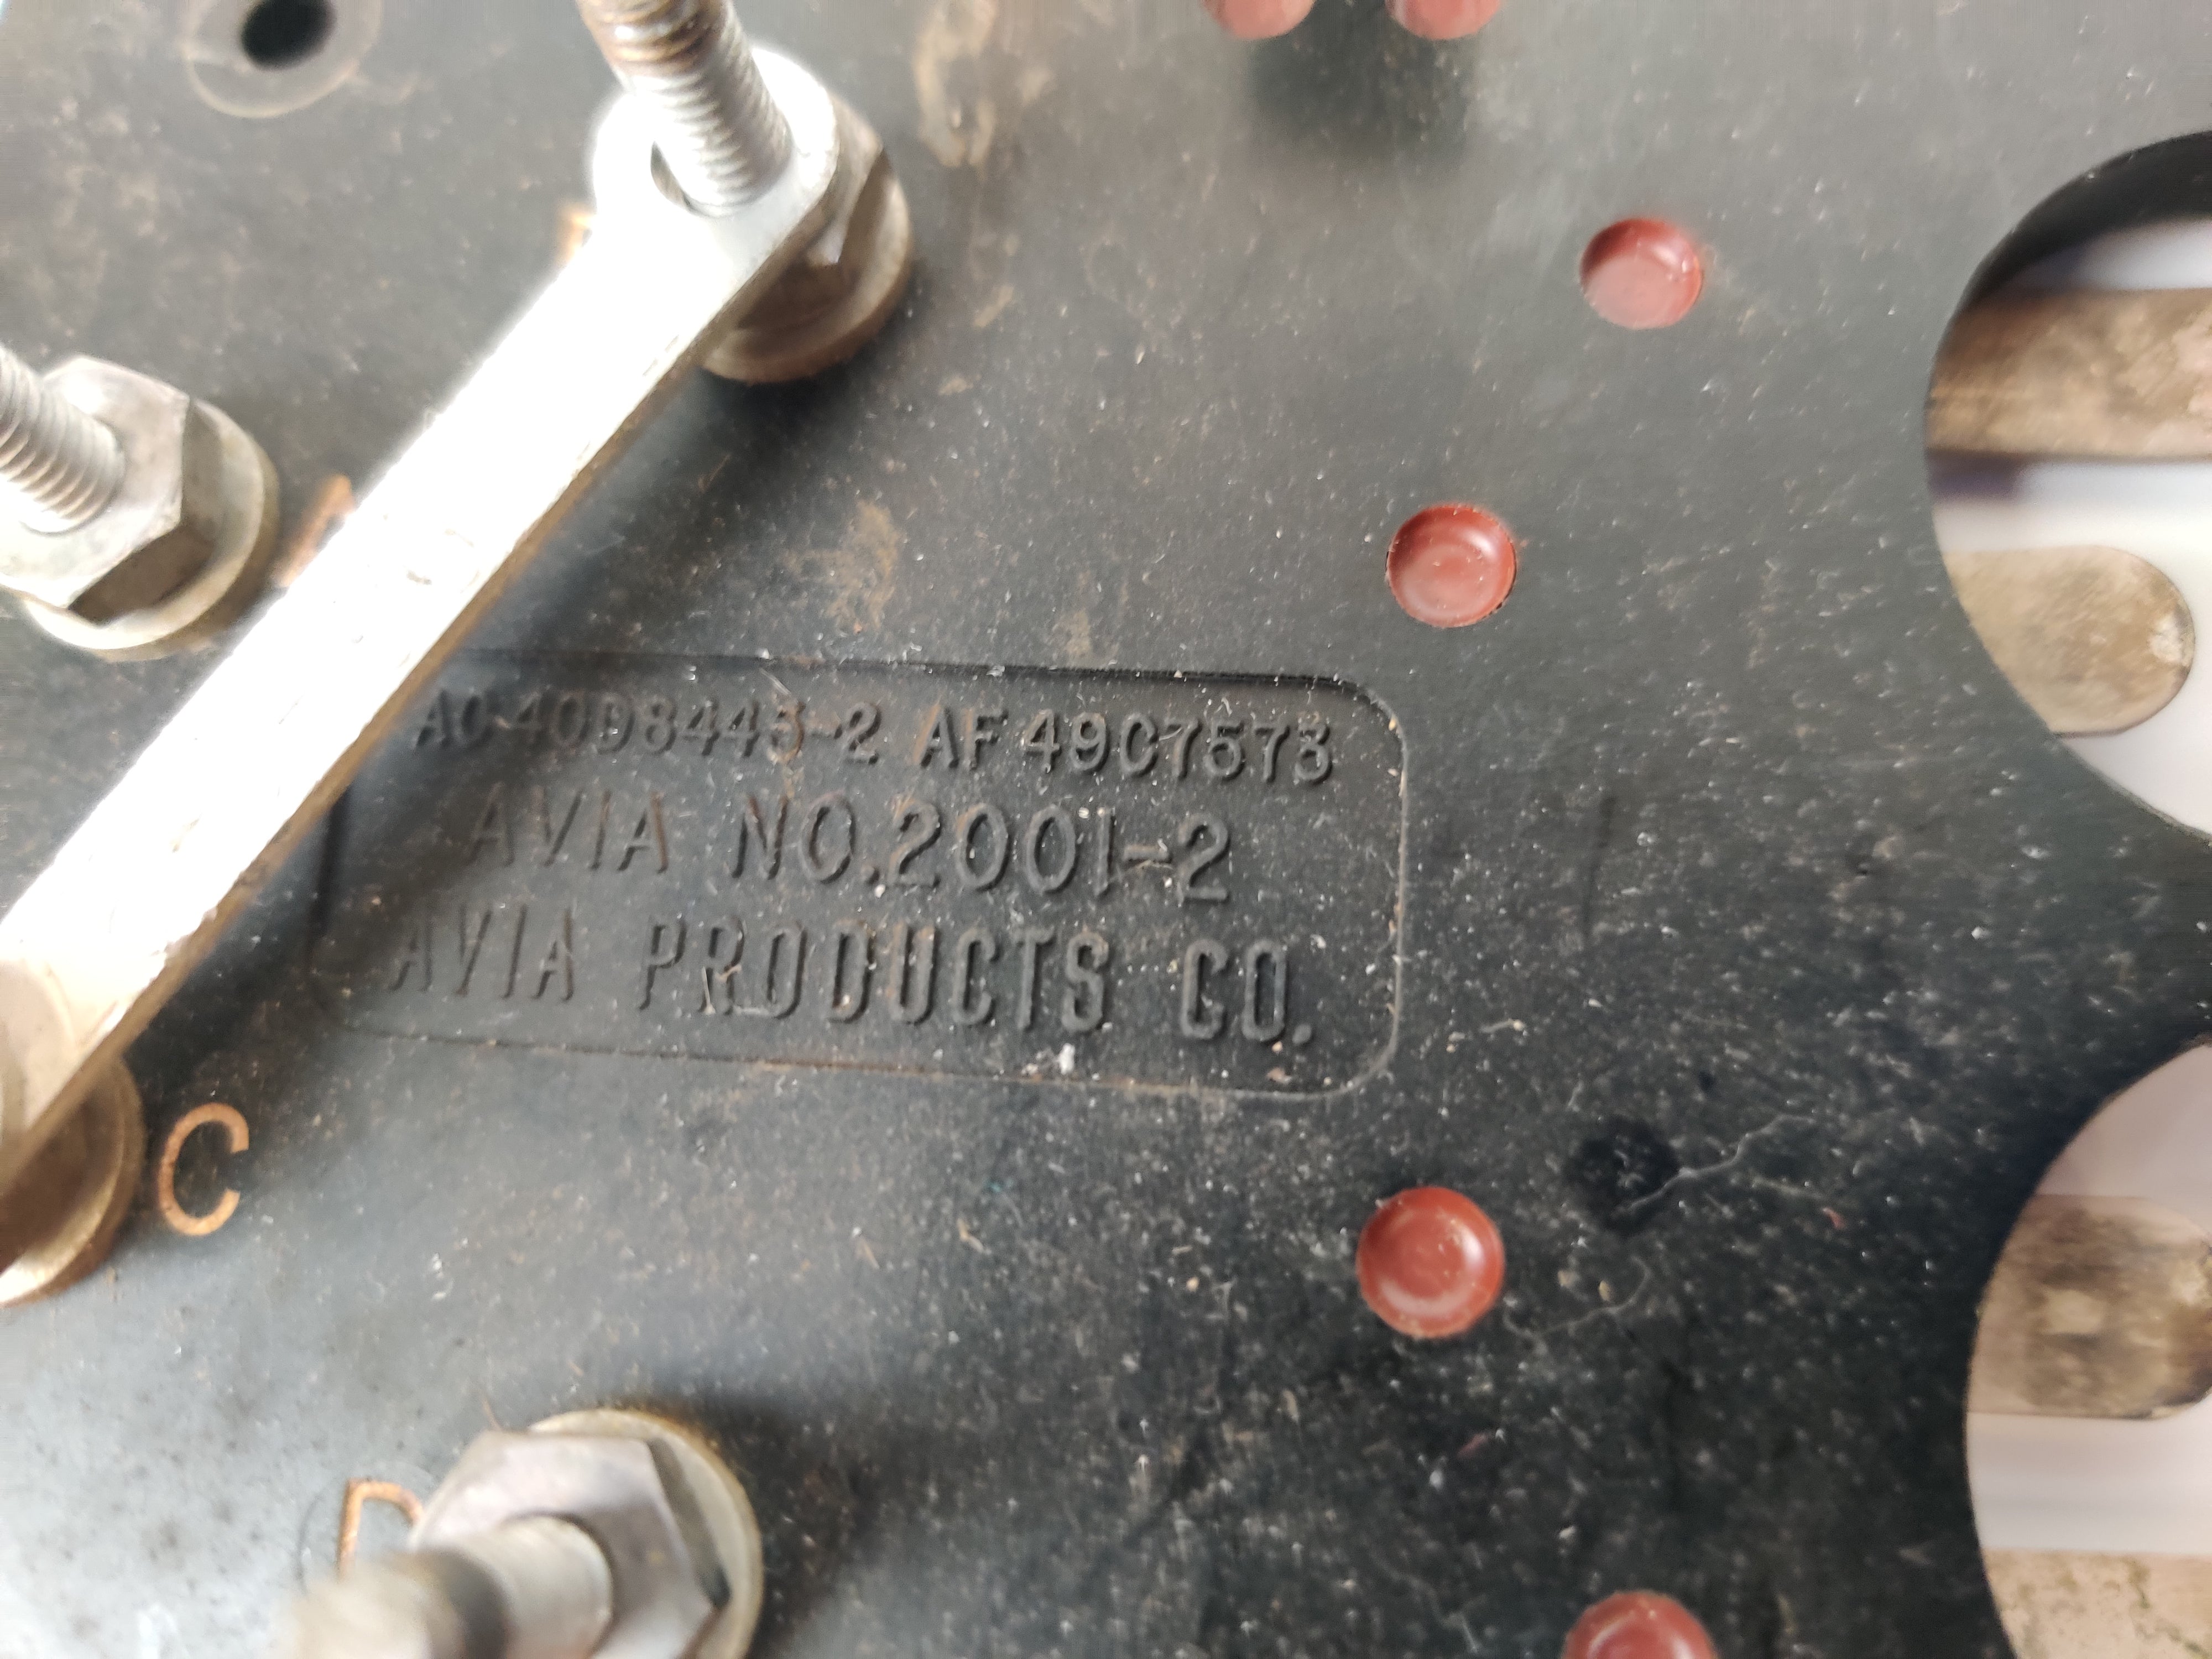 AC 40D8445-2 AF 49C7573
AVIA NO.2001-2
AVIA PRODUCTS CO.
C
D